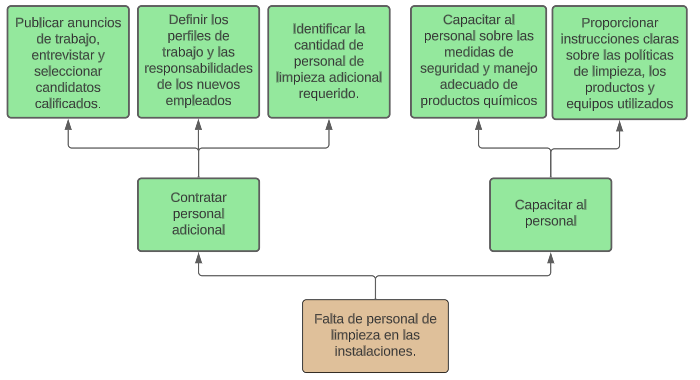 Publicar anuncios
de trabajo,
entrevistar y
seleccionar
candidatos
calificados.
Definir los
perfiles de
trabajo y las
responsabilidades
de los nuevos
empleados
Identificar la
cantidad de
personal de
limpieza adicional
requerido.
Capacitar al
personal sobre las
medidas de
seguridad y manejo
adecuado de
productos químicos
Proporcionar
instrucciones claras
sobre las políticas
de limpieza, los
productos y
equipos utilizados
Contratar
personal
adicional
Capacitar al
personal
Falta de personal de
limpieza en las
instalaciones.